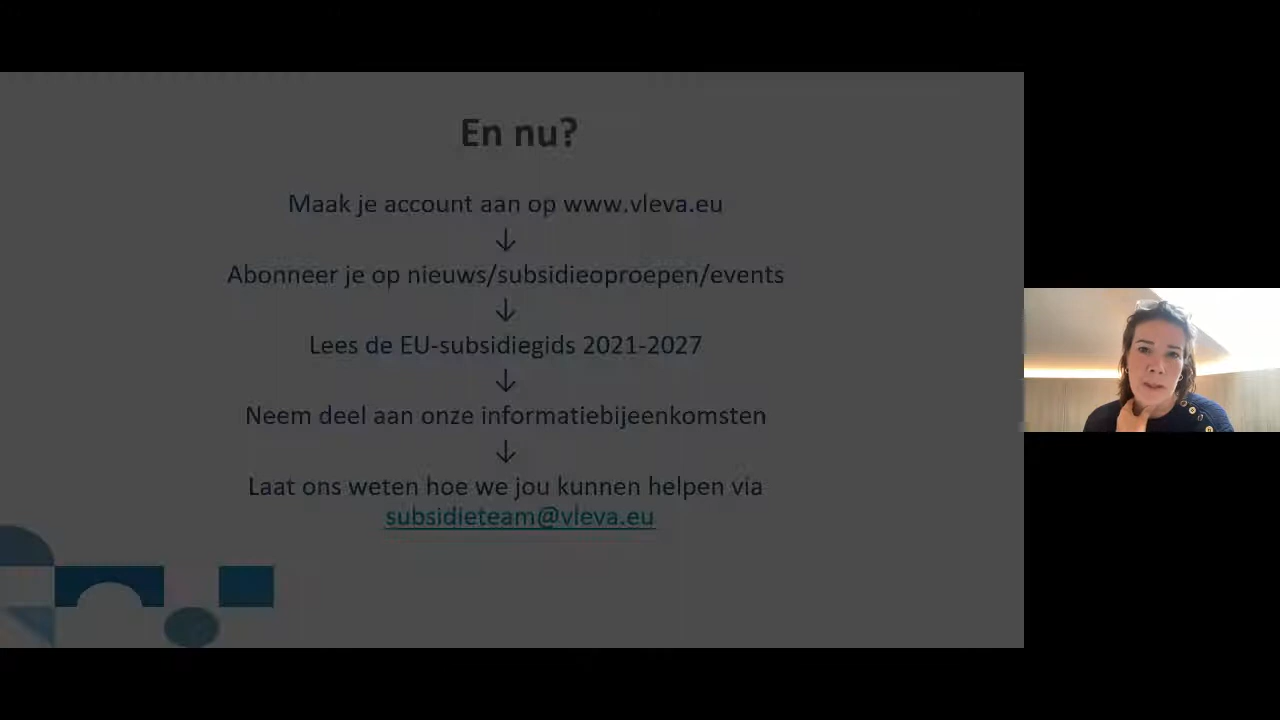 En nu?
Maak je account aan op www.vleva.eu
↓
Abonneer je op nieuws/subsidieoproepen/events
↓
Lees de EU-subsidiegids 2021-2027
↓
Neem deel aan onze informatiebijeenkomsten
↓
Laat ons weten hoe we jou kunnen helpen via
subsidieteam@vleva.eu